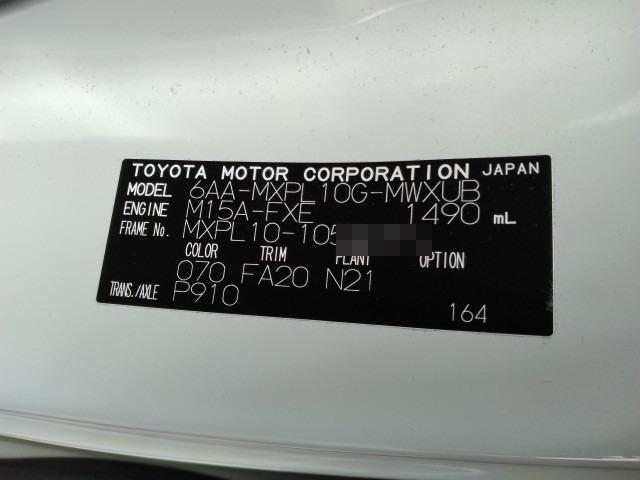 TOYOTA MOTOR CORPORATION JAPAN
MODEL 6AA-MXPL10G-MWXUB
ENGINE M15A-FXE 1490 mL
FRAME No. MXPL10-105
COLOR TRIM PLANT OPTION
070 FA20 N21
TRANS./AXLE P910
164